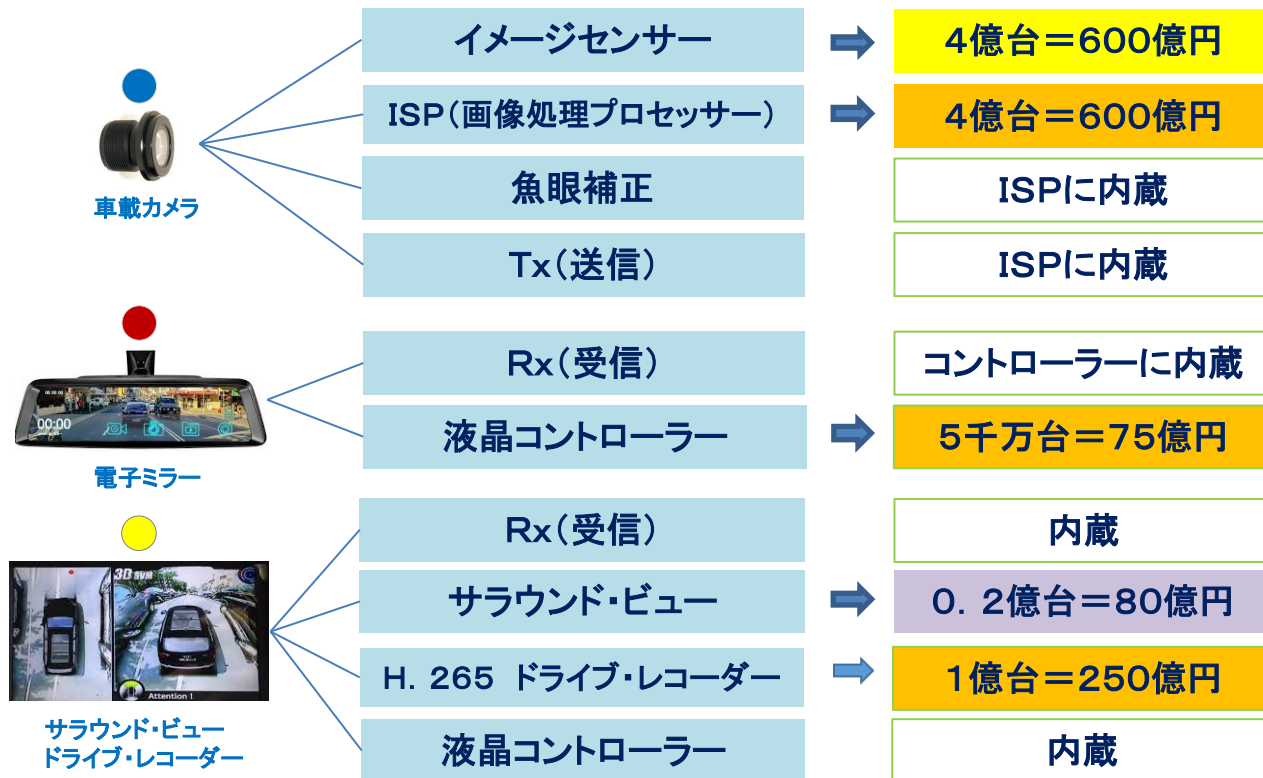 イメージセンサー
4億台＝600億円
ISP（画像処理プロセッサー）
4億台＝600億円
魚眼補正
ISPに内蔵
車載カメラ
Tx（送信）
ISPに内蔵
Rx（受信）
コントローラーに内蔵
00:00
液晶コントローラー
5千万台＝75億円
電子ミラー
Rx（受信）
内蔵
3D SVM
サラウンド・ビュー
0．2億台＝80億円
H．265 ドライブ・レコーダー
1億台＝250億円
Attention !
サラウンド・ビュー
ドライブ・レコーダー
液晶コントローラー
内蔵